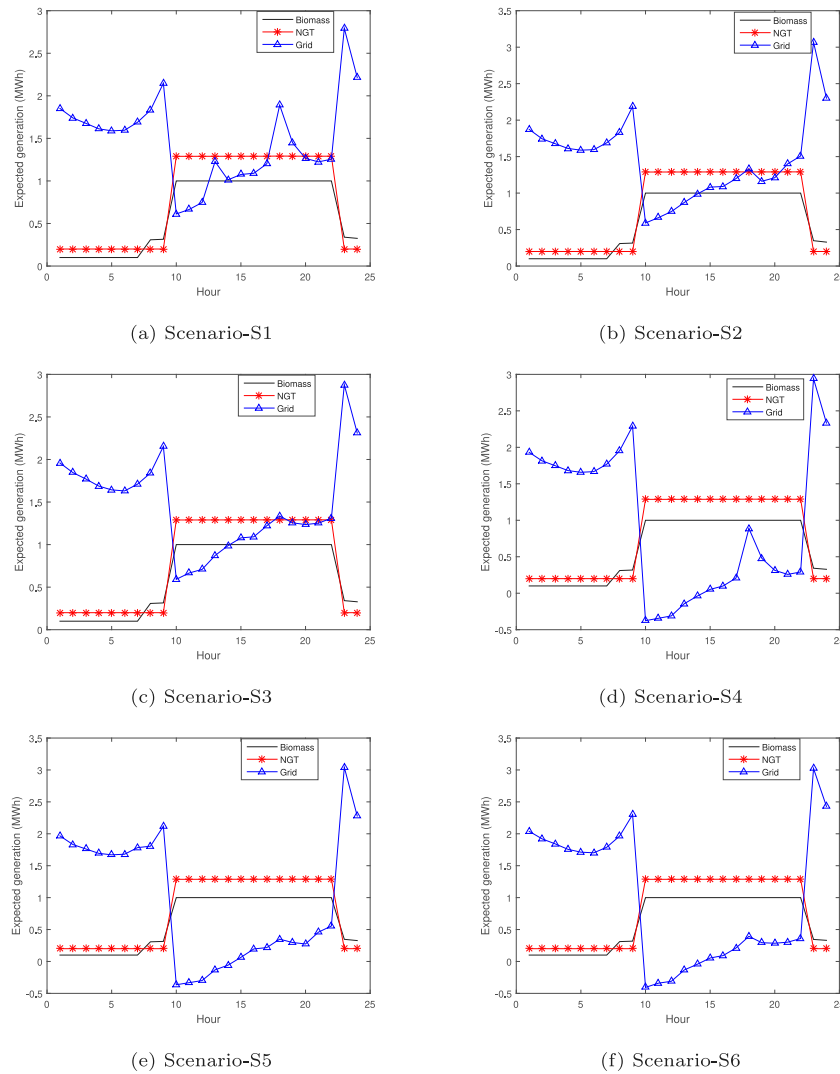 3
2.5
2
1.5
1
0.5
0
Expected generation (MWh)
Biomass
NGT
Grid
0 5 10 15 20 25
Hour
(a) Scenario-S1
3.5
3
2.5
2
1.5
1
0.5
0
Expected generation (MWh)
Biomass
NGT
Grid
0 5 10 15 20 25
Hour
(b) Scenario-S2
3
2.5
2
1.5
1
0.5
0
Expected generation (MWh)
Biomass
NGT
Grid
0 5 10 15 20 25
Hour
(c) Scenario-S3
3
2.5
2
1.5
1
0.5
0
-0.5
Expected generation (MWh)
Biomass
NGT
Grid
0 5 10 15 20 25
Hour
(d) Scenario-S4
3.5
3
2.5
2
1.5
1
0.5
0
-0.5
Expected generation (MWh)
Biomass
NGT
Grid
0 5 10 15 20 25
Hour
(e) Scenario-S5
3.5
3
2.5
2
1.5
1
0.5
0
-0.5
Expected generation (MWh)
Biomass
NGT
Grid
0 5 10 15 20 25
Hour
(f) Scenario-S6